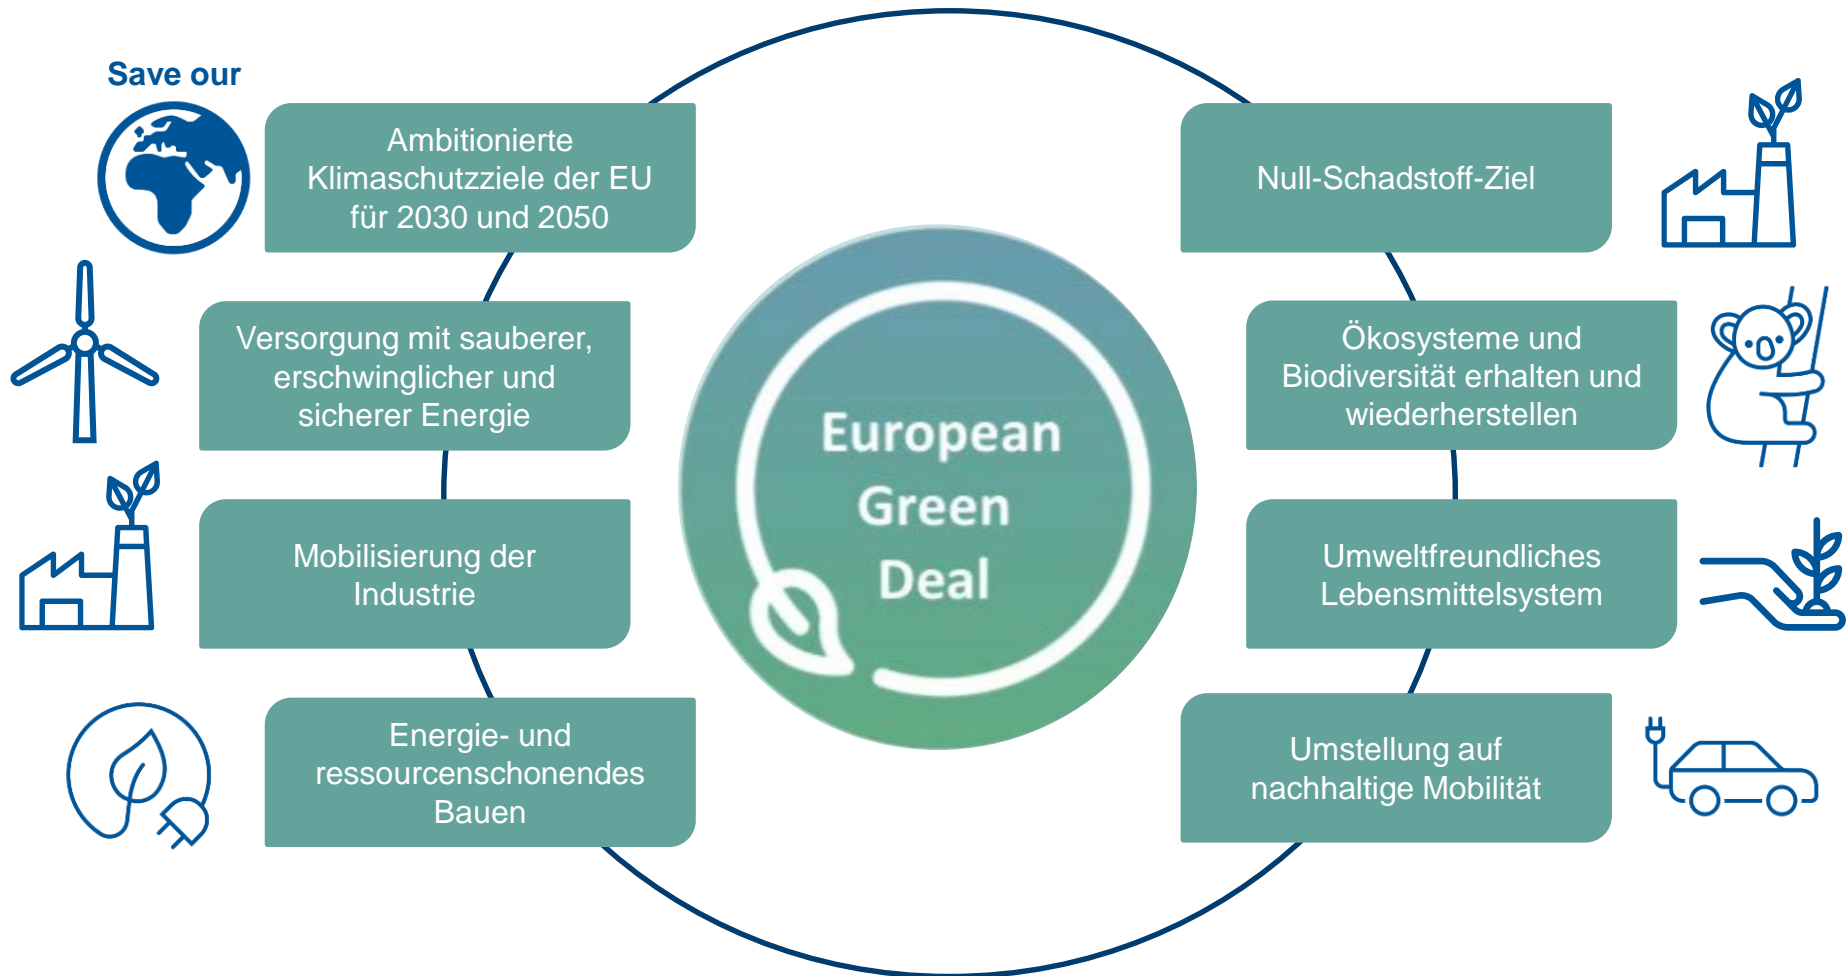 Save our
Ambitionierte
Klimaschutzziele der EU
für 2030 und 2050
Versorgung mit sauberer,
erschwinglicher und
sicherer Energie
Mobilisierung der
Industrie
Energie- und
ressourcenschonendes
Bauen
European
Green
Deal
Null-Schadstoff-Ziel
Ökosysteme und
Biodiversität erhalten und
wiederherstellen
Umweltfreundliches
Lebensmittelsystem
Umstellung auf
nachhaltige Mobilität